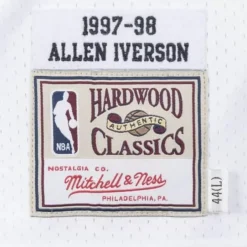 1997-98
ALLEN IVERSON
HARDWOOD
AUTHENTIC
CLASSICS
NBA
NOSTALGIA CO.
Mitchell & Ness
PHILADELPHIA, PA.
44(L)